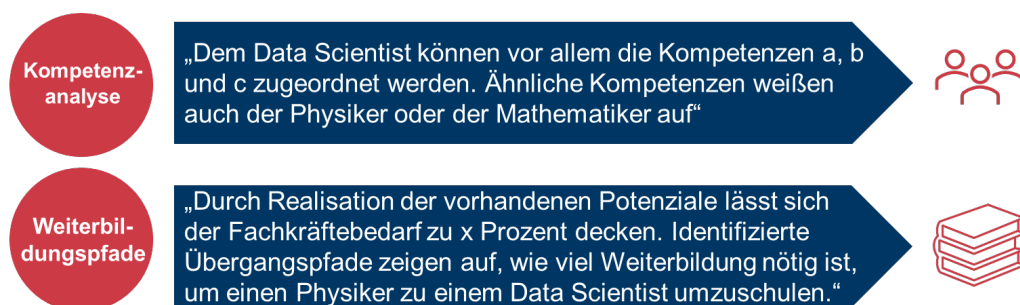 Kompetenz-
analyse
„Dem Data Scientist können vor allem die Kompetenzen a, b
und c zugeordnet werden. Ähnliche Kompetenzen weißen
auch der Physiker oder der Mathematiker auf“
Weiterbil-
dungspfade
„Durch Realisation der vorhandenen Potenziale lässt sich
der Fachkräftebedarf zu x Prozent decken. Identifizierte
Übergangspfade zeigen auf, wie viel Weiterbildung nötig ist,
um einen Physiker zu einem Data Scientist umzuschulen.“